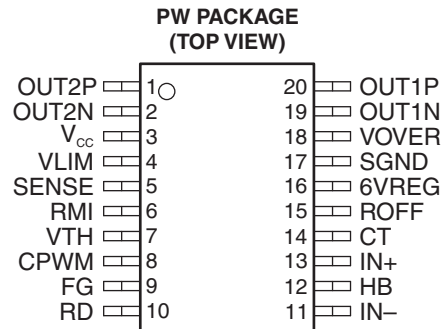 PW PACKAGE
(TOP VIEW)
OUT2P 1 20 OUT1P
OUT2N 2 19 OUT1N
VCC 3 18 VOVER
VLIM 4 17 SGND
SENSE 5 16 6VREG
RMI 6 15 ROFF
VTH 7 14 CT
CPWM 8 13 IN+
FG 9 12 HB
RD 10 11 IN–